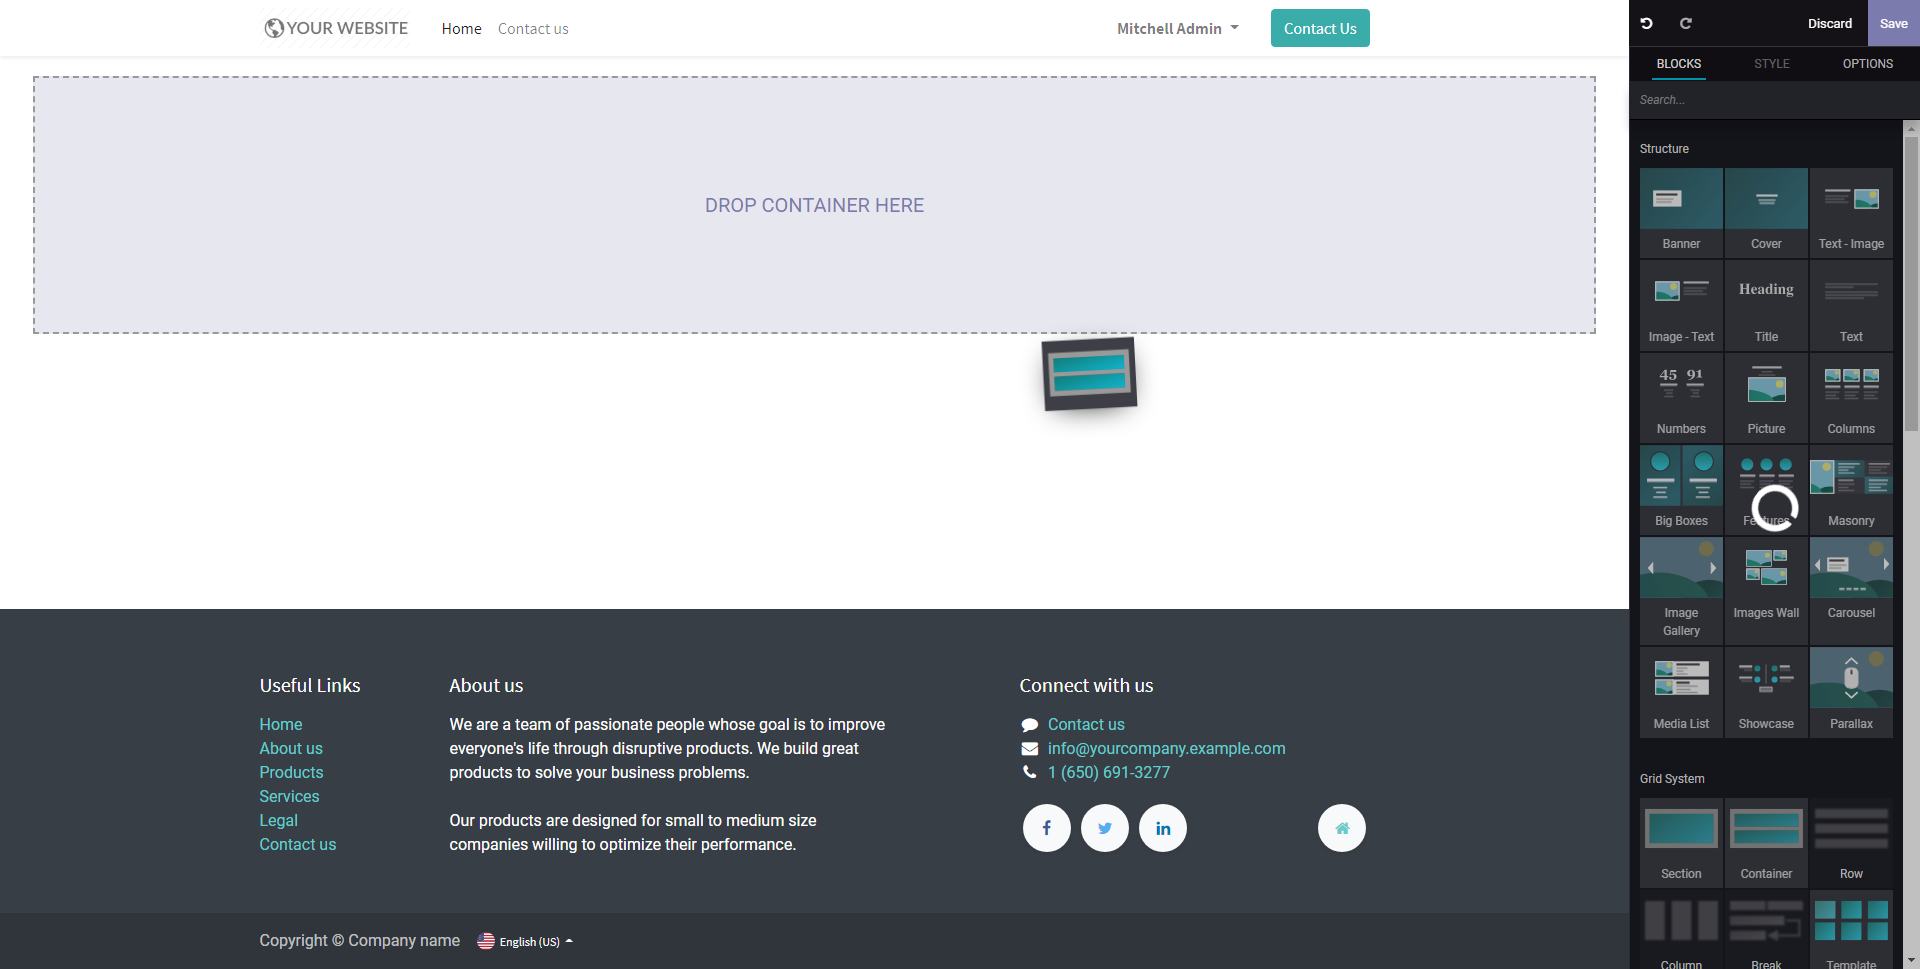 YOUR WEBSITE Home Contact us Mitchell Admin Contact Us
DROP CONTAINER HERE
Discard Save
BLOCKS STYLE OPTIONS
Search...
Structure
Banner Cover Text - Image
Heading
Image - Text Title Text
45 91
Numbers Picture Columns
Big Boxes Features Masonry
Image Gallery Images Wall Carousel
Media List Showcase Parallax
Grid System
Section Container Row
Column Break Template
Useful Links
Home
About us
Products
Services
Legal
Contact us
About us
We are a team of passionate people whose goal is to improve
everyone's life through disruptive products. We build great
products to solve your business problems.
Our products are designed for small to medium size
companies willing to optimize their performance.
Connect with us
Contact us
info@yourcompany.example.com
1 (650) 691-3277
Copyright © Company name English (US)